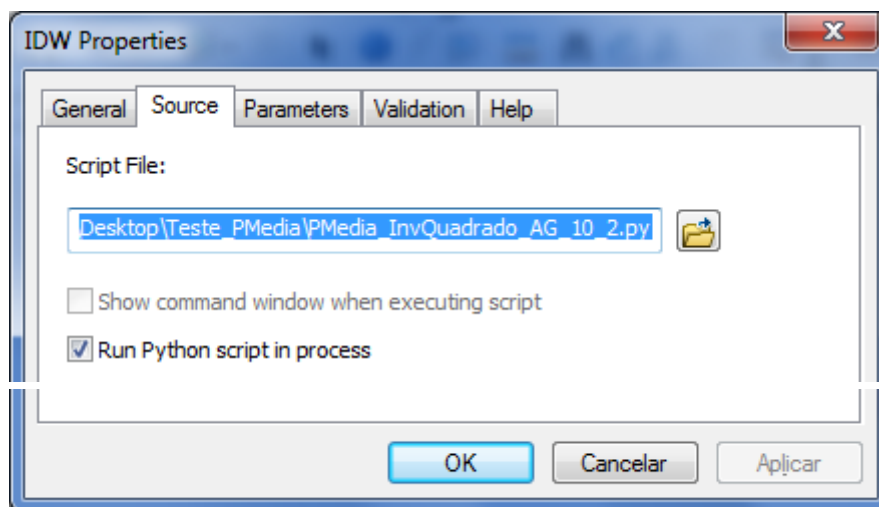 IDW Properties
General Source Parameters Validation Help
Script File:
Desktop\Teste_PMedia\PMedia_InvQuadrado_AG_10_2.py
Show command window when executing script
Run Python script in process
OK Cancelar Aplicar